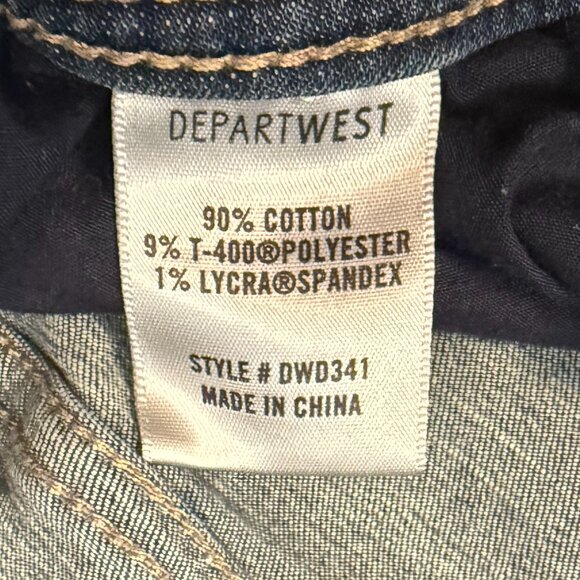 DEPARTWEST
90% COTTON
9% T-400®POLYESTER
1% LYCRA®SPANDEX
STYLE # DWD341
MADE IN CHINA